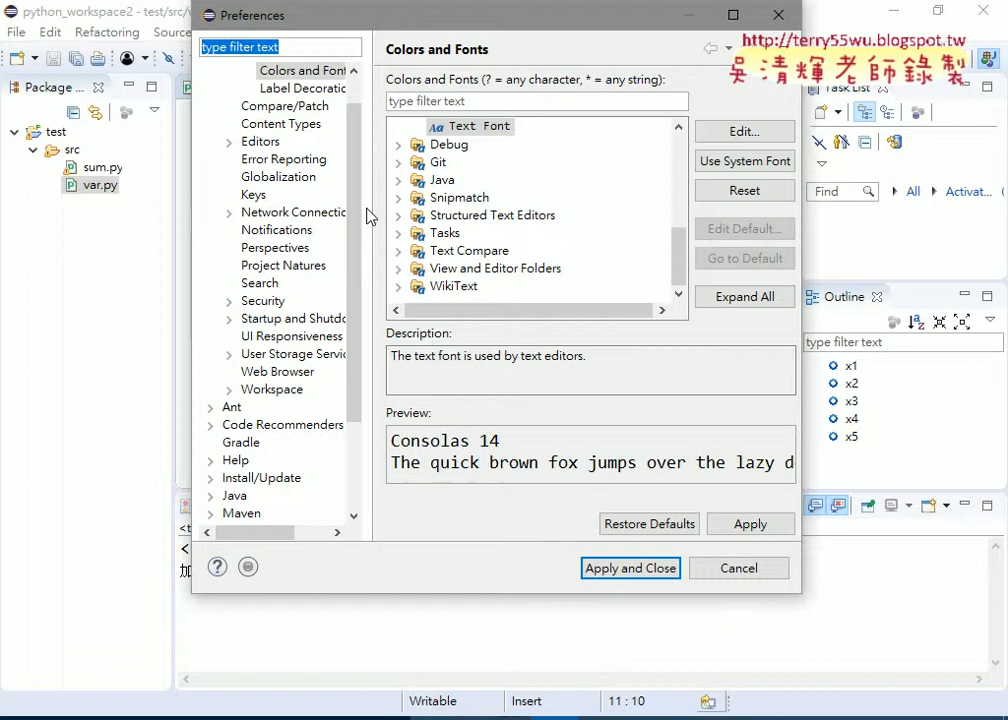 python_workspace2 - test/src/v
File Edit Refactoring Source
Package ...
test
src
sum.py
var.py
Preferences
type filter text
Colors and Font
Label Decoratic
Compare/Patch
Content Types
Editors
Error Reporting
Globalization
Keys
Network Connectic
Notifications
Perspectives
Project Natures
Search
Security
Startup and Shutdo
UI Responsiveness
User Storage Servic
Web Browser
Workspace
Ant
Code Recommenders
Gradle
Help
Install/Update
Java
Maven
Colors and Fonts
Colors and Fonts (? = any character, * = any string):
type filter text
Text Font
Debug
Git
Java
Snipmatch
Structured Text Editors
Tasks
Text Compare
View and Editor Folders
WikiText
Edit...
Use System Font
Reset
Edit Default...
Go to Default
Expand All
Description:
The text font is used by text editors.
Preview:
Consolas 14
The quick brown fox jumps over the lazy d
Restore Defaults
Apply
Apply and Close
Cancel
http://terry55wu.blogspot.tw
吳清輝老師錄製
Task List
Find
All
Activat...
Outline
type filter text
x1
x2
x3
x4
x5
<t
<
加
Writable
Insert
11 : 10